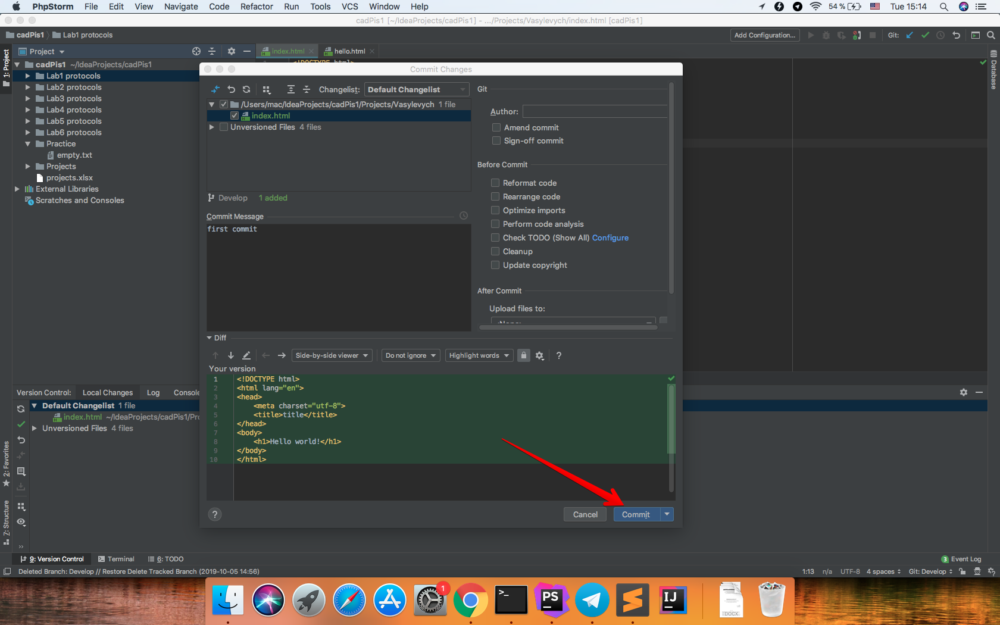 PhpStorm File Edit View Navigate Code Refactor Run Tools VCS Window Help 54 % Tue 15:14
cadPis1 [~/IdeaProjects/cadPis1] - .../Projects/Vasylevych/index.html [cadPis1]
cadPis1 Lab1 protocols Add Configuration... Git:
1: Project
Project
index.html
hello.html
Database
cadPis1 ~/IdeaProjects/cadPis1
Lab1 protocols
Lab2 protocols
Lab3 protocols
Lab4 protocols
Lab5 protocols
Lab6 protocols
Practice
empty.txt
Projects
projects.xlsx
External Libraries
Scratches and Consoles
<!DOCTYPE html>
Commit Changes
Changelist: Default Changelist
/Users/mac/IdeaProjects/cadPis1/Projects/Vasylevych 1 file
index.html
Unversioned Files 4 files
Develop 1 added
Commit Message
first commit
Git
Author:
Amend commit
Sign-off commit
Before Commit
Reformat code
Rearrange code
Optimize imports
Perform code analysis
Check TODO (Show All) Configure
Cleanup
Update copyright
After Commit
Upload files to:
Diff
Side-by-side viewer Do not ignore Highlight words ?
Your version
1 <!DOCTYPE html>
2 <html lang="en">
3 <head>
4 <meta charset="utf-8">
5 <title>title</title>
6 </head>
7 <body>
8 <h1>Hello world!</h1>
9 </body>
10 </html>
? Cancel Commit
Version Control: Local Changes Log Console
Default Changelist 1 file
index.html ~/IdeaProjects/cadPis1/Pro
Unversioned Files 4 files
2: Favorites
7: Structure
9: Version Control Terminal 6: TODO 3 Event Log
Deleted Branch: Develop // Restore Delete Tracked Branch (2019-10-05 14:56) 1:13 n/a UTF-8 4 spaces Git: Develop
1
>_
PS
IJ
DOCX